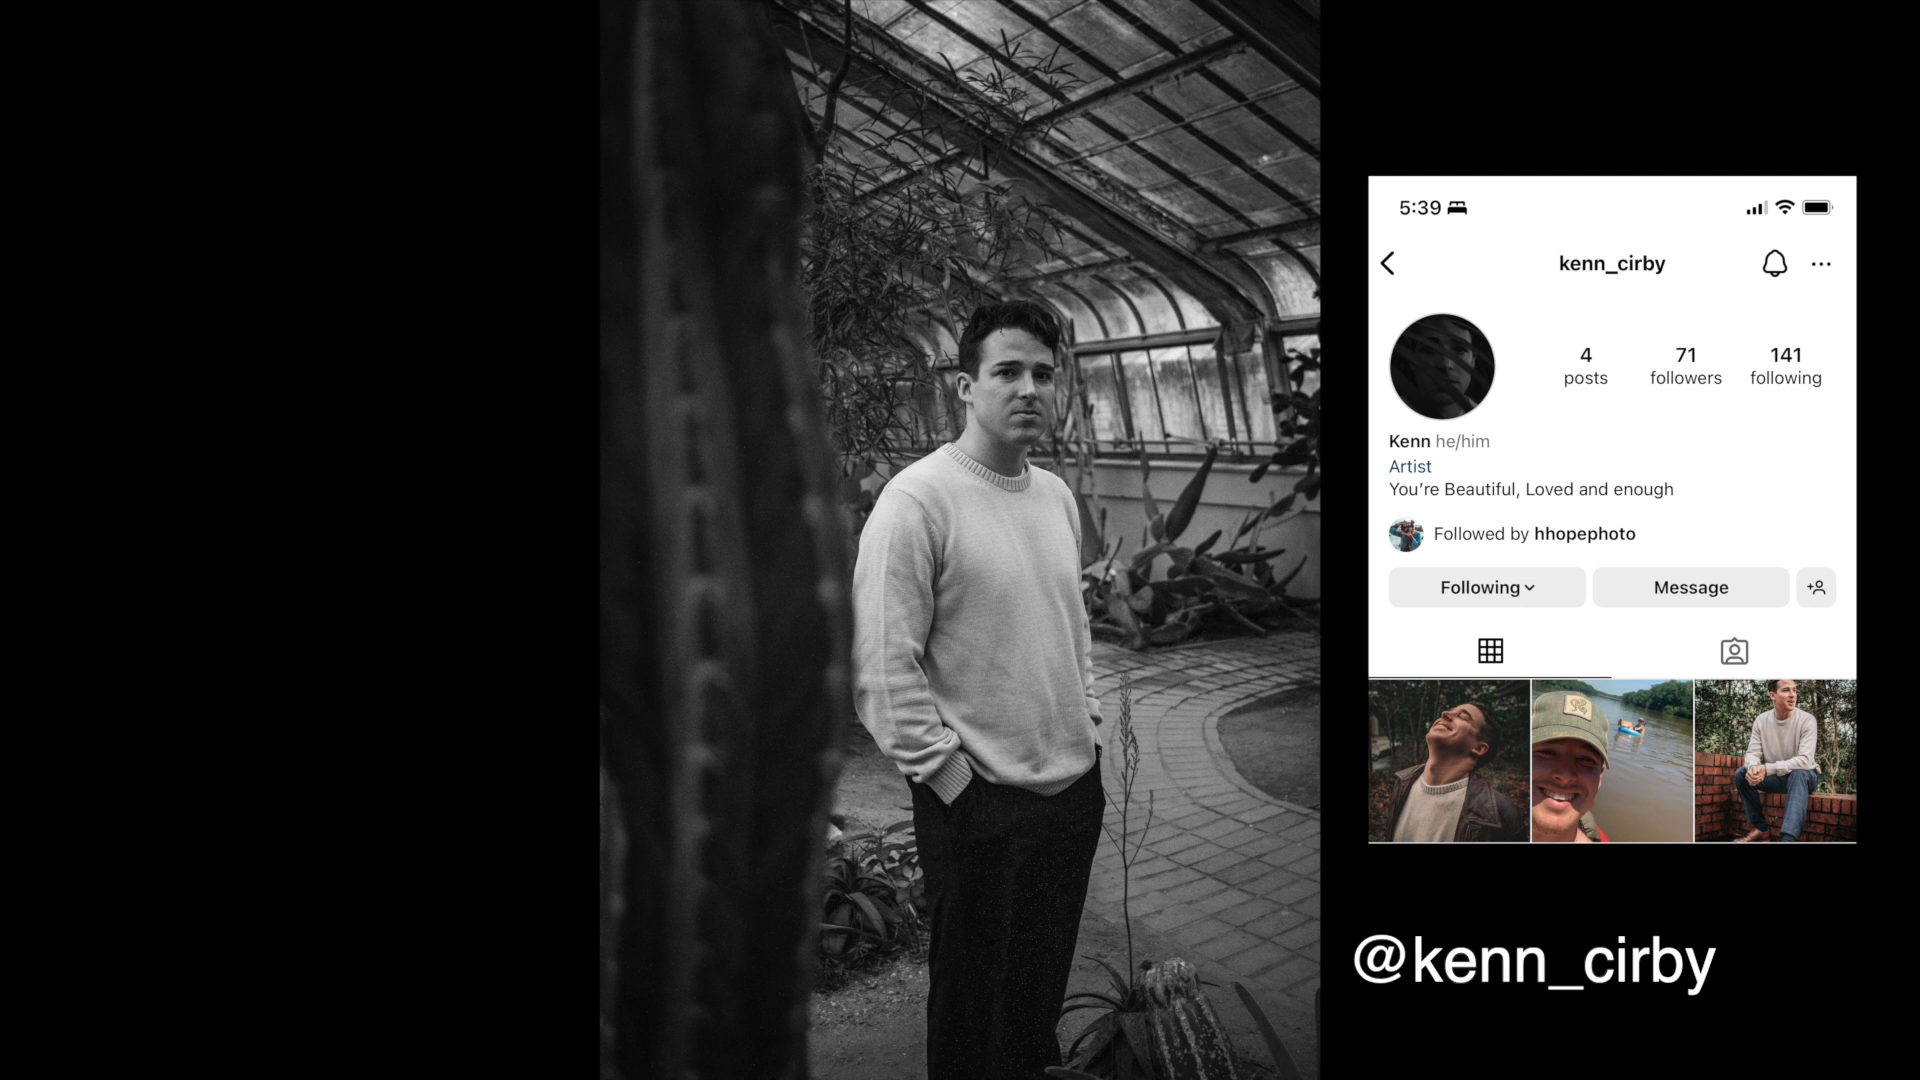 5:39
kenn_cirby
4 71 141
posts followers following
Kenn he/him
Artist
You’re Beautiful, Loved and enough
Followed by hhopephoto
Following Message
@kenn_cirby